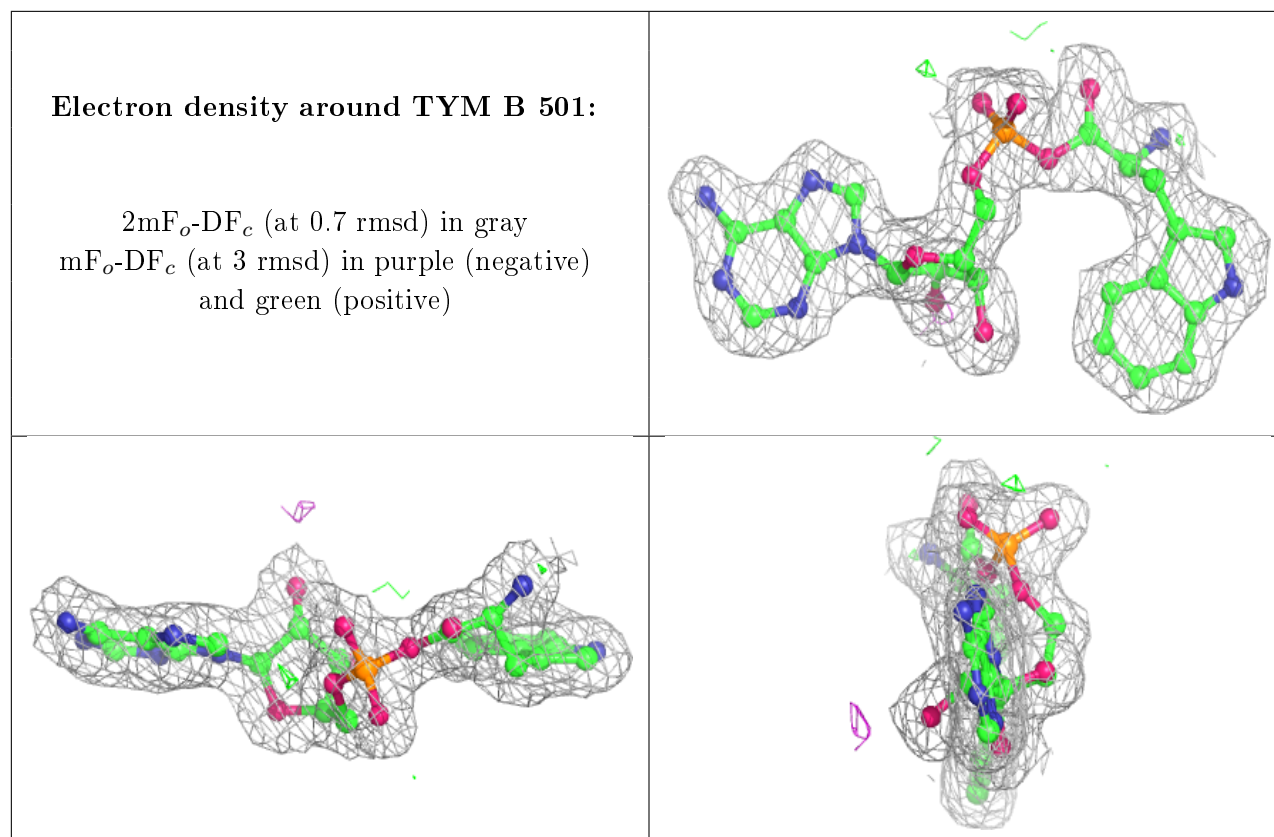 Electron density around TYM B 501:
2mFo-DFc (at 0.7 rmsd) in gray
mFo-DFc (at 3 rmsd) in purple (negative)
and green (positive)